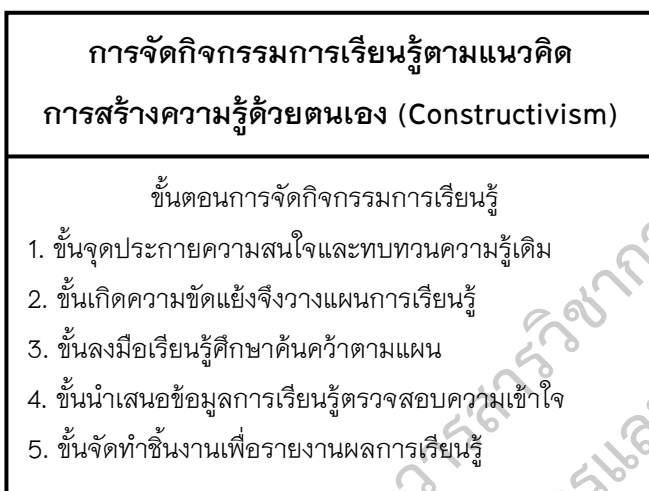 การจัดกิจกรรมการเรียนรู้ตามแนวคิด
การสร้างความรู้ด้วยตนเอง (Constructivism)
ขั้นตอนการจัดกิจกรรมการเรียนรู้
1. ขั้นจุดประกายความสนใจและทบทวนความรู้เดิม
2. ขั้นเกิดความขัดแย้งจึงวางแผนการเรียนรู้
3. ขั้นลงมือเรียนรู้ศึกษาค้นคว้าตามแผน
4. ขั้นนำเสนอข้อมูลการเรียนรู้ตรวจสอบความเข้าใจ
5. ขั้นจัดทำชิ้นงานเพื่อรายงานผลการเรียนรู้